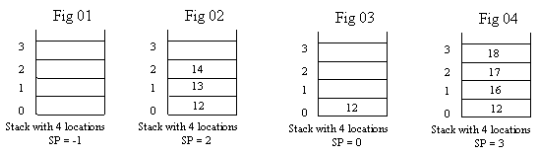 Fig 01
3
2
1
0
Stack with 4 locations
SP = -1
Fig 02
3
2 14
1 13
0 12
Stack with 4 locations
SP = 2
Fig 03
3
2
1
0 12
Stack with 4 locations
SP = 0
Fig 04
3 18
2 17
1 16
0 12
Stack with 4 locations
SP = 3